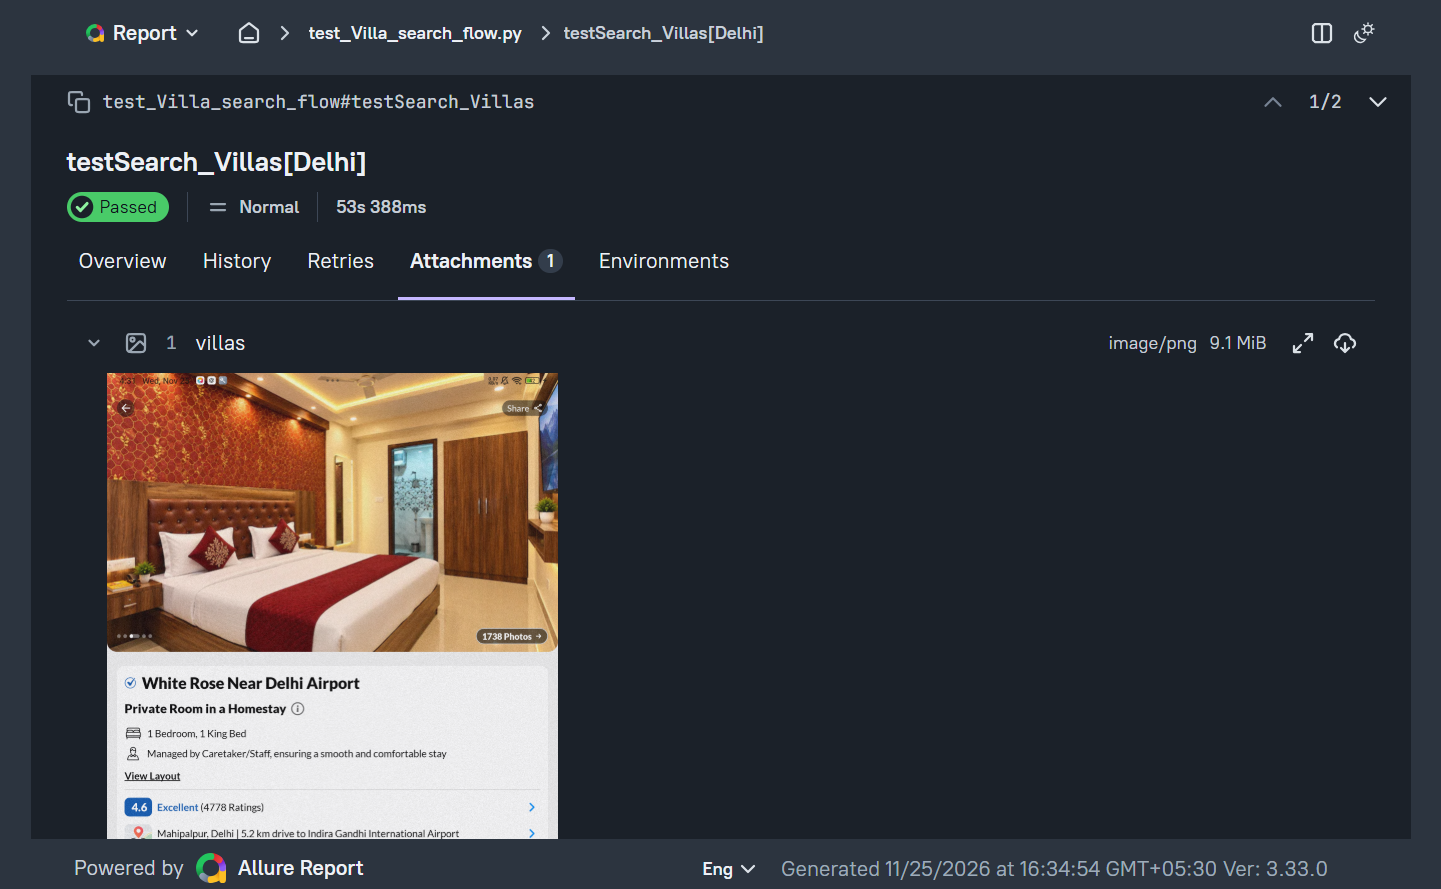 Report
test_Villa_search_flow.py
testSearch_Villas[Delhi]
test_Villa_search_flow#testSearch_Villas
1/2
testSearch_Villas[Delhi]
Passed
Normal
53s 388ms
Overview
History
Retries
Attachments 1
Environments
1 villas
image/png 9.1 MiB
Wed, Nov
Share
1738 Photos
White Rose Near Delhi Airport
Private Room in a Homestay
1 Bedroom, 1 King Bed
Managed by Caretaker/Staff, ensuring a smooth and comfortable stay
View Layout
4.6 Excellent (4778 Ratings)
Mahipalpur, Delhi | 5.2 km drive to Indira Gandhi International Airport
Powered by Allure Report
Eng
Generated 11/25/2026 at 16:34:54 GMT+05:30 Ver: 3.33.0